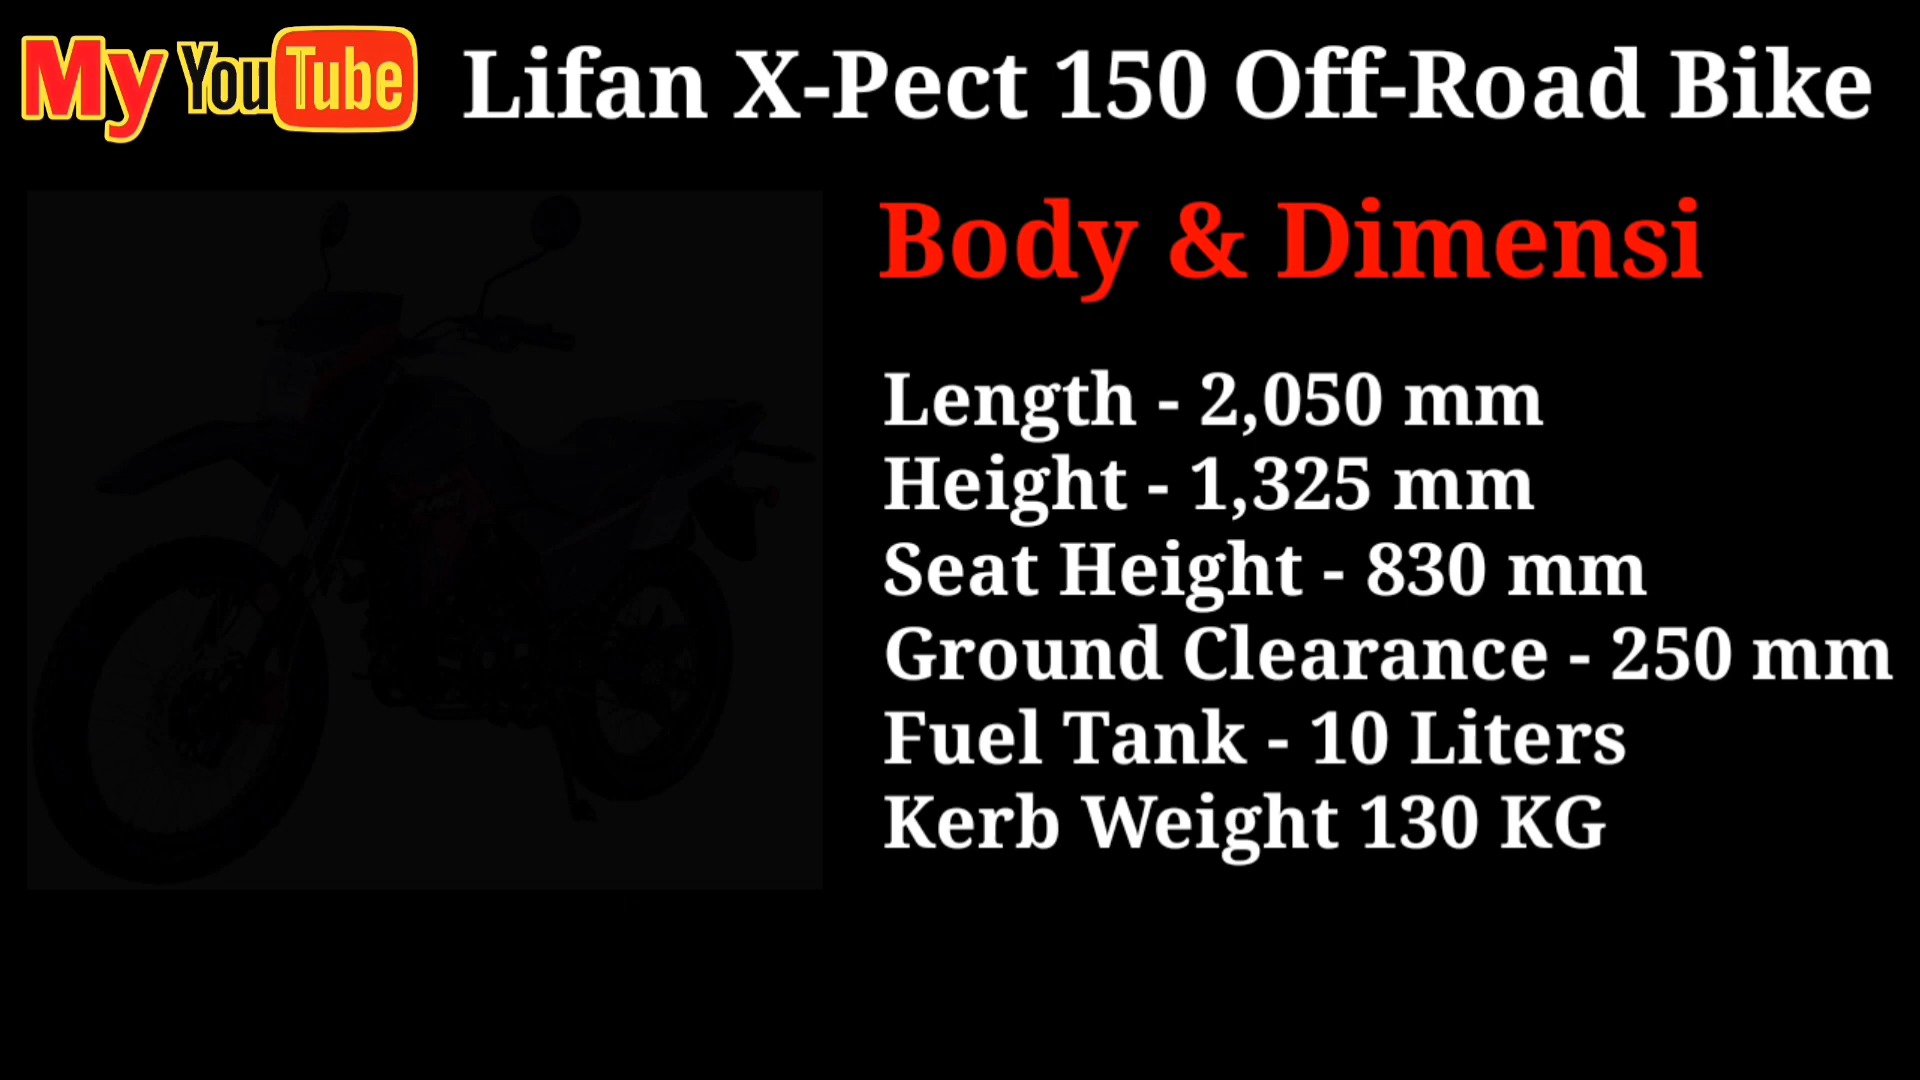 My YouTube
Lifan X-Pect 150 Off-Road Bike
Body & Dimensi
Length - 2,050 mm
Height - 1,325 mm
Seat Height - 830 mm
Ground Clearance - 250 mm
Fuel Tank - 10 Liters
Kerb Weight 130 KG